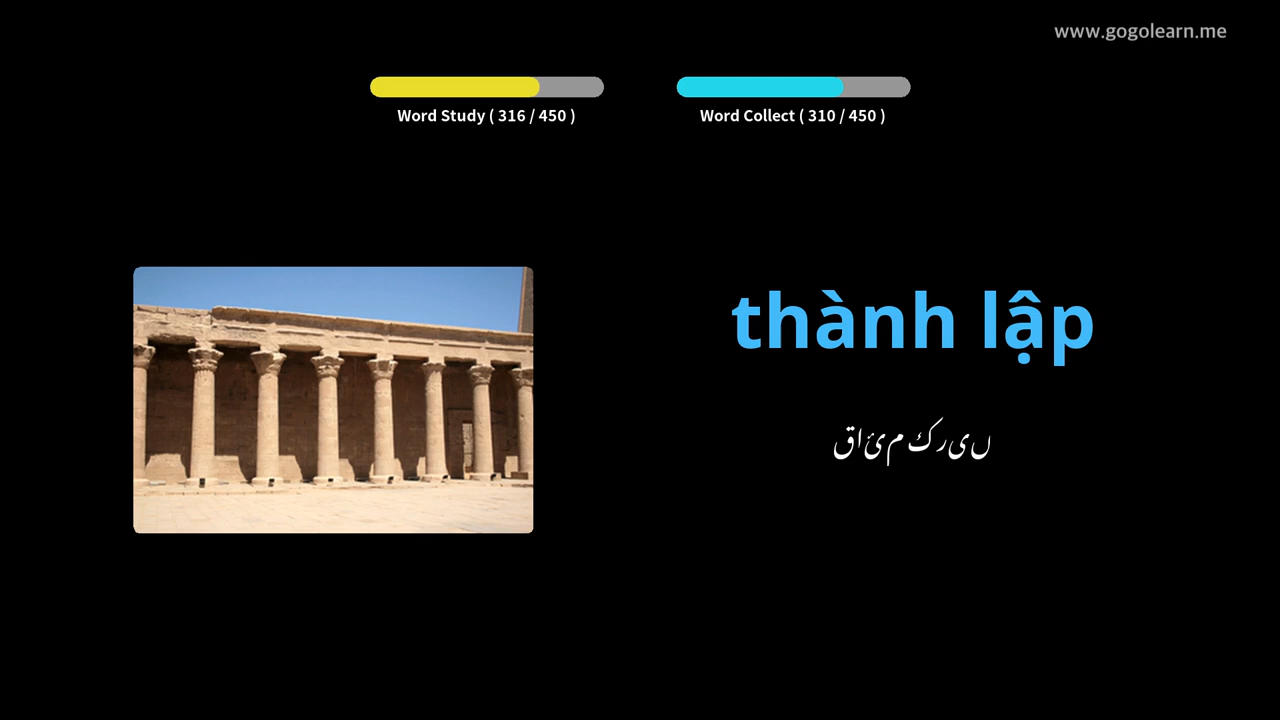 www.gogolearn.me
Word Study ( 316 / 450 )
Word Collect ( 310 / 450 )
thành lập
قائم کریں